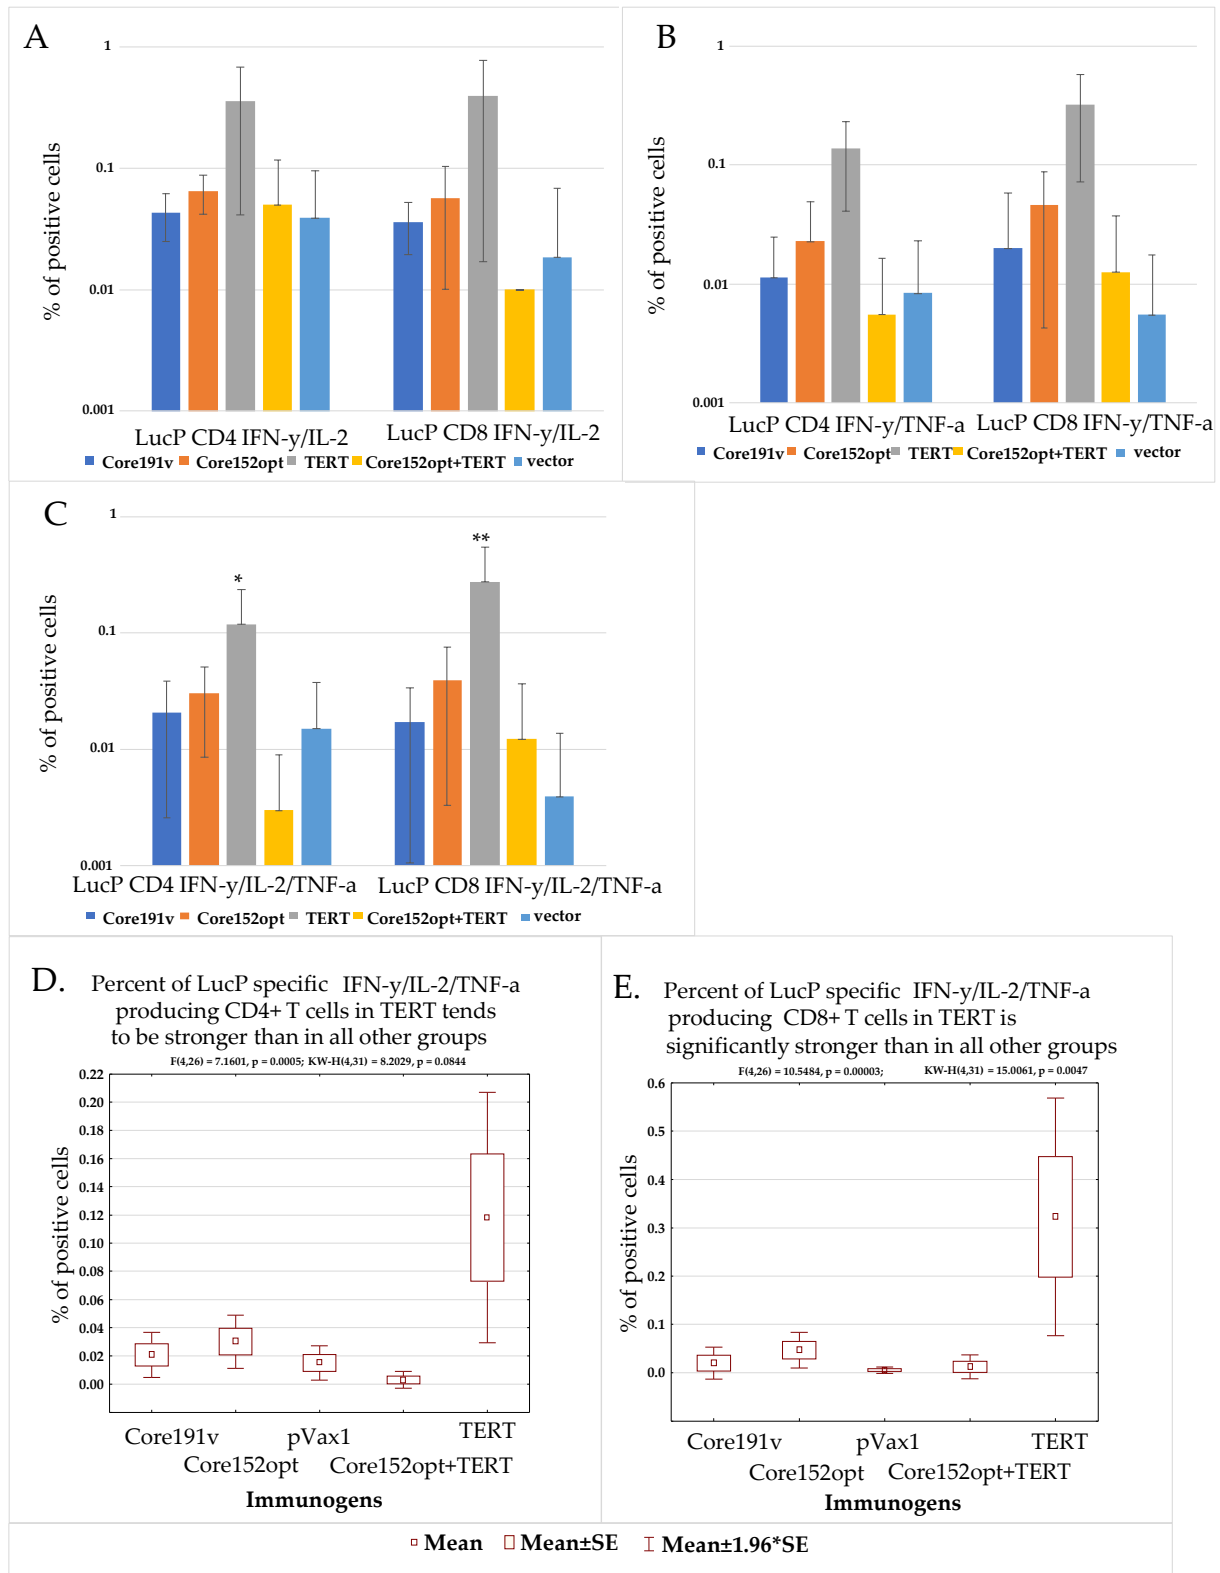 A
1
0.1
0.01
0.001
% of positive cells
LucP CD4 IFN-y/IL-2
LucP CD8 IFN-y/IL-2
Core191v Core152opt TERT Core152opt+TERT vector
B
1
0.1
0.01
0.001
% of positive cells
LucP CD4 IFN-y/TNF-a
LucP CD8 IFN-y/TNF-a
Core191v Core152opt TERT Core152opt+TERT vector
C
1
0.1
0.01
0.001
% of positive cells
*
**
LucP CD4 IFN-y/IL-2/TNF-a
LucP CD8 IFN-y/IL-2/TNF-a
Core191v Core152opt TERT Core152opt+TERT vector
D. Percent of LucP specific IFN-y/IL-2/TNF-a
producing CD4+ T cells in TERT tends
to be stronger than in all other groups
F(4,26) = 7.1601, p = 0.0005; KW-H(4,31) = 8.2029, p = 0.0844
0.22
0.20
0.18
0.16
0.14
0.12
0.10
0.08
0.06
0.04
0.02
0.00
% of positive cells
Core191v pVax1 TERT
Core152opt Core152opt+TERT
Immunogens
E. Percent of LucP specific IFN-y/IL-2/TNF-a
producing CD8+ T cells in TERT is
significantly stronger than in all other groups
F(4,26) = 10.5484, p = 0.00003; KW-H(4,31) = 15.0061, p = 0.0047
0.6
0.5
0.4
0.3
0.2
0.1
0.0
% of positive cells
Core191v pVax1 TERT
Core152opt Core152opt+TERT
Immunogens
Mean Mean±SE Mean±1.96*SE